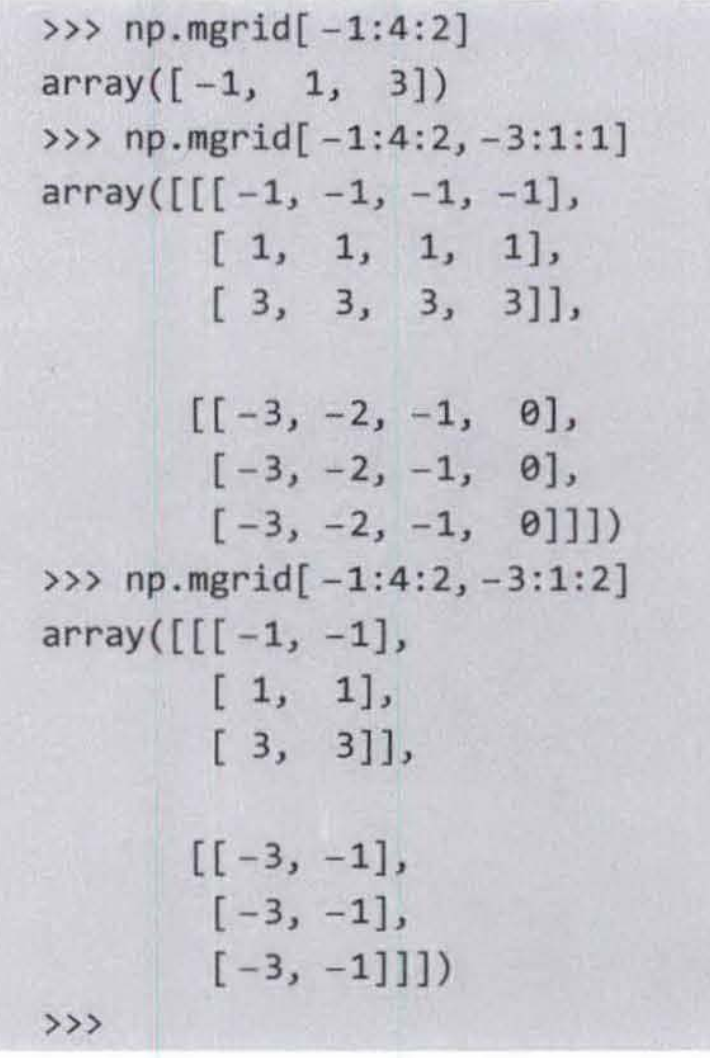 >>> np.mgrid[-1:4:2]
array([-1,  1,  3])
>>> np.mgrid[-1:4:2,-3:1:1]
array([[[-1, -1, -1, -1],
        [ 1,  1,  1,  1],
        [ 3,  3,  3,  3]],

       [[-3, -2, -1,  0],
        [-3, -2, -1,  0],
        [-3, -2, -1,  0]]])
>>> np.mgrid[-1:4:2,-3:1:2]
array([[[-1, -1],
        [ 1,  1],
        [ 3,  3]],

       [[-3, -1],
        [-3, -1],
        [-3, -1]]])
>>>